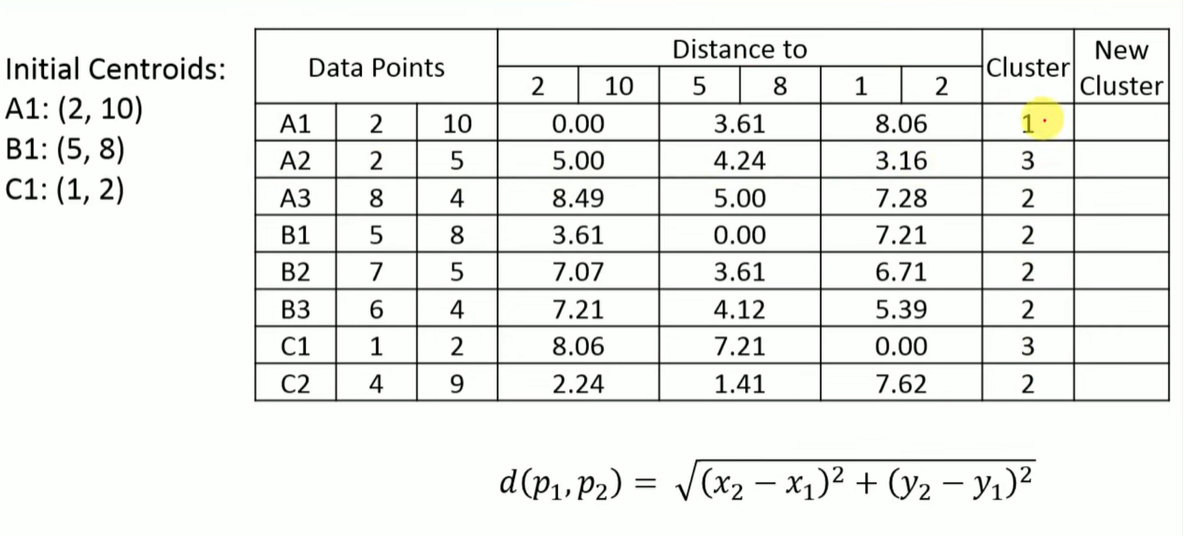 Initial Centroids:
A1: (2, 10)
B1: (5, 8)
C1: (1, 2)
Data Points Distance to Cluster New Cluster
2 10 5 8 1 2
A1 2 10 0.00 3.61 8.06 1
A2 2 5 5.00 4.24 3.16 3
A3 8 4 8.49 5.00 7.28 2
B1 5 8 3.61 0.00 7.21 2
B2 7 5 7.07 3.61 6.71 2
B3 6 4 7.21 4.12 5.39 2
C1 1 2 8.06 7.21 0.00 3
C2 4 9 2.24 1.41 7.62 2
d(p₁, p₂) = √(x₂ − x₁)² + (y₂ − y₁)²